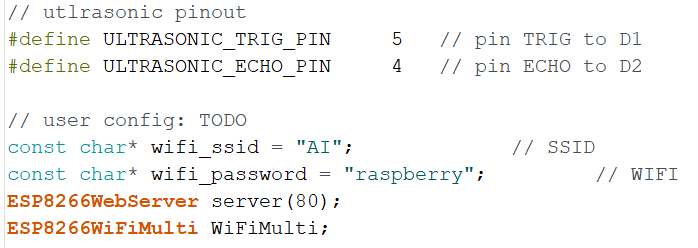 // utlrasonic pinout
#define ULTRASONIC_TRIG_PIN     5   // pin TRIG to D1
#define ULTRASONIC_ECHO_PIN     4   // pin ECHO to D2
// user config: TODO
const char* wifi_ssid = "AI";             // SSID
const char* wifi_password = "raspberry";         // WIFI
ESP8266WebServer server(80);
ESP8266WiFiMulti WiFiMulti;